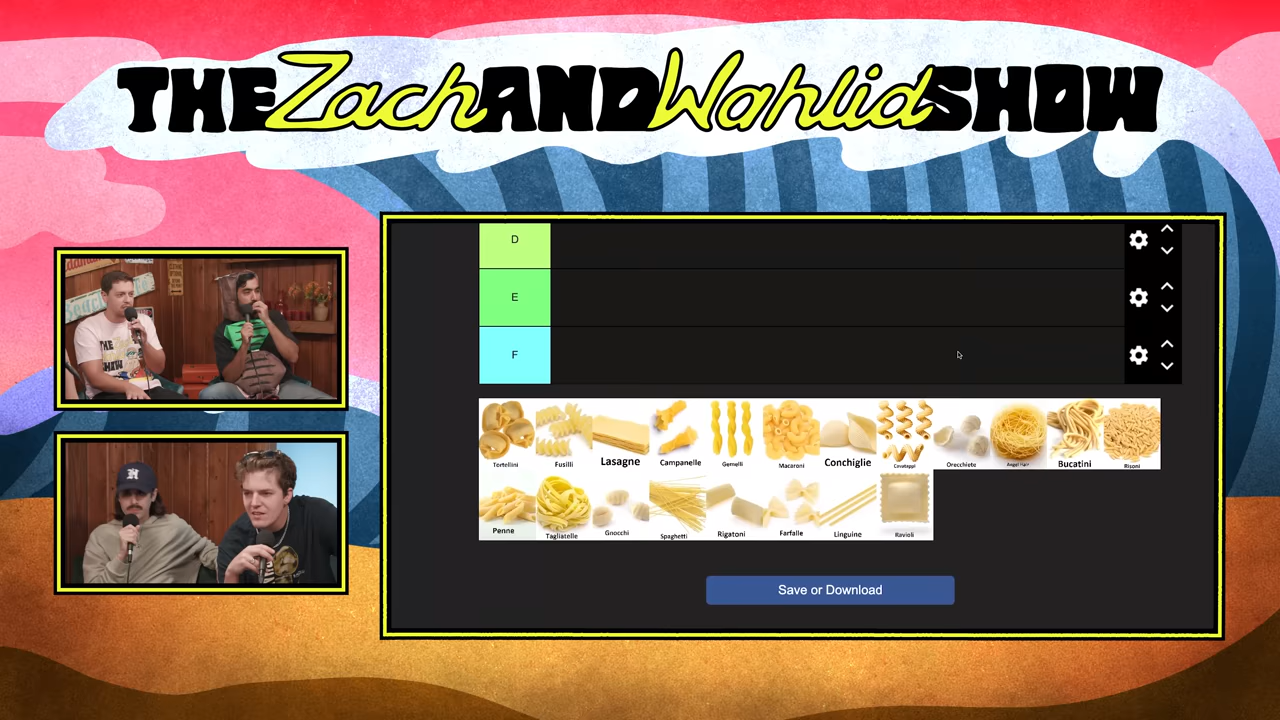 THE Zach AND Wahlid SHOW
D
E
F
Tortellini Fusilli Lasagne Campanelle Gemelli Macaroni Conchiglie Cavatappi Orecchiete Angel Hair Bucatini Risoni
Penne Tagliatelle Gnocchi Spaghetti Rigatoni Farfalle Linguine Ravioli
Save or Download